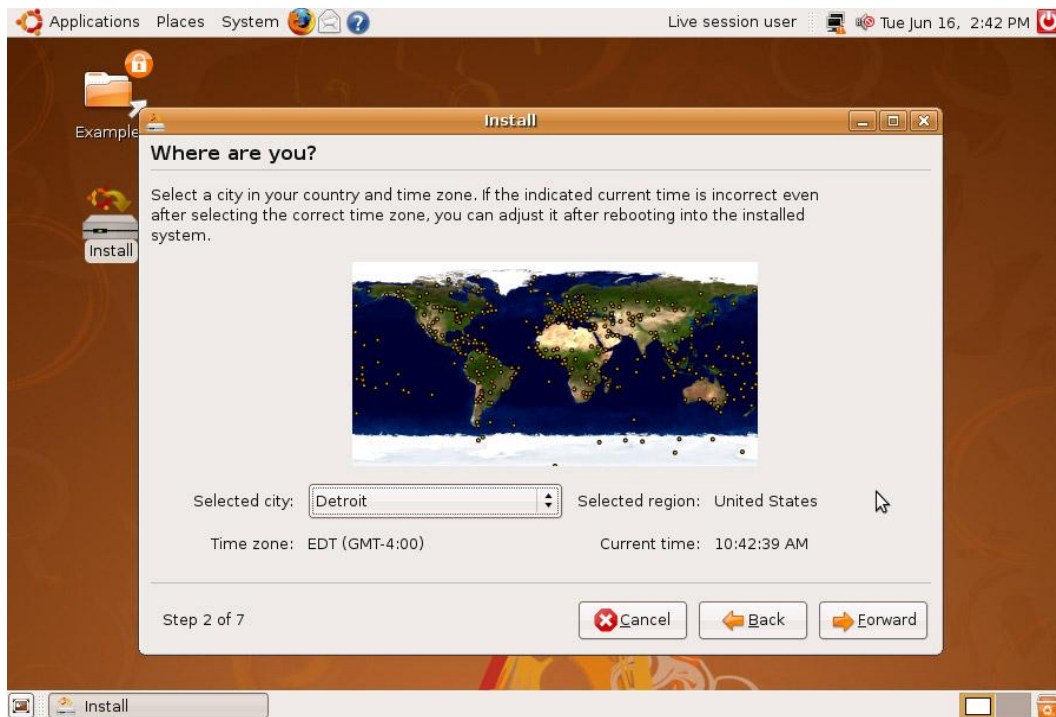 Applications Places System Live session user Tue Jun 16, 2:42 PM
Example
Install
Install
Where are you?
Select a city in your country and time zone. If the indicated current time is incorrect even
after selecting the correct time zone, you can adjust it after rebooting into the installed
system.
Selected city: Detroit Selected region: United States
Time zone: EDT (GMT-4:00) Current time: 10:42:39 AM
Step 2 of 7 Cancel Back Forward
Install